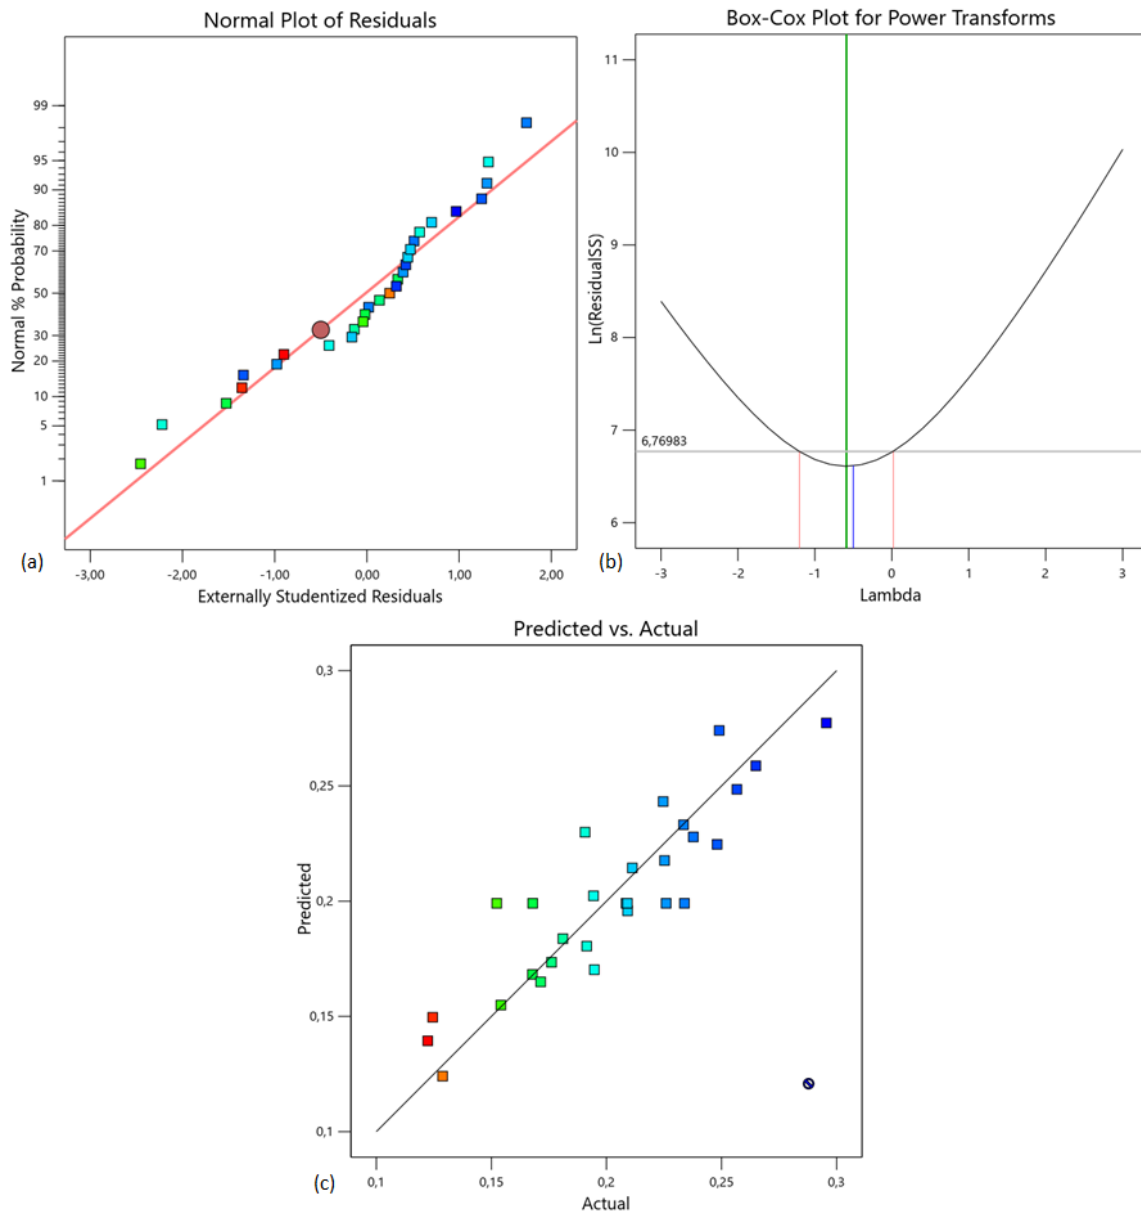 Normal Plot of Residuals
Normal % Probability
99
95
90
80
70
50
30
20
10
5
1
-3,00 -2,00 -1,00 0,00 1,00 2,00
Externally Studentized Residuals
(a)
Box-Cox Plot for Power Transforms
Ln(ResidualSS)
11
10
9
8
7
6,76983
6
-3 -2 -1 0 1 2 3
Lambda
(b)
Predicted vs. Actual
Predicted
0,3
0,25
0,2
0,15
0,1
0,1 0,15 0,2 0,25 0,3
Actual
(c)